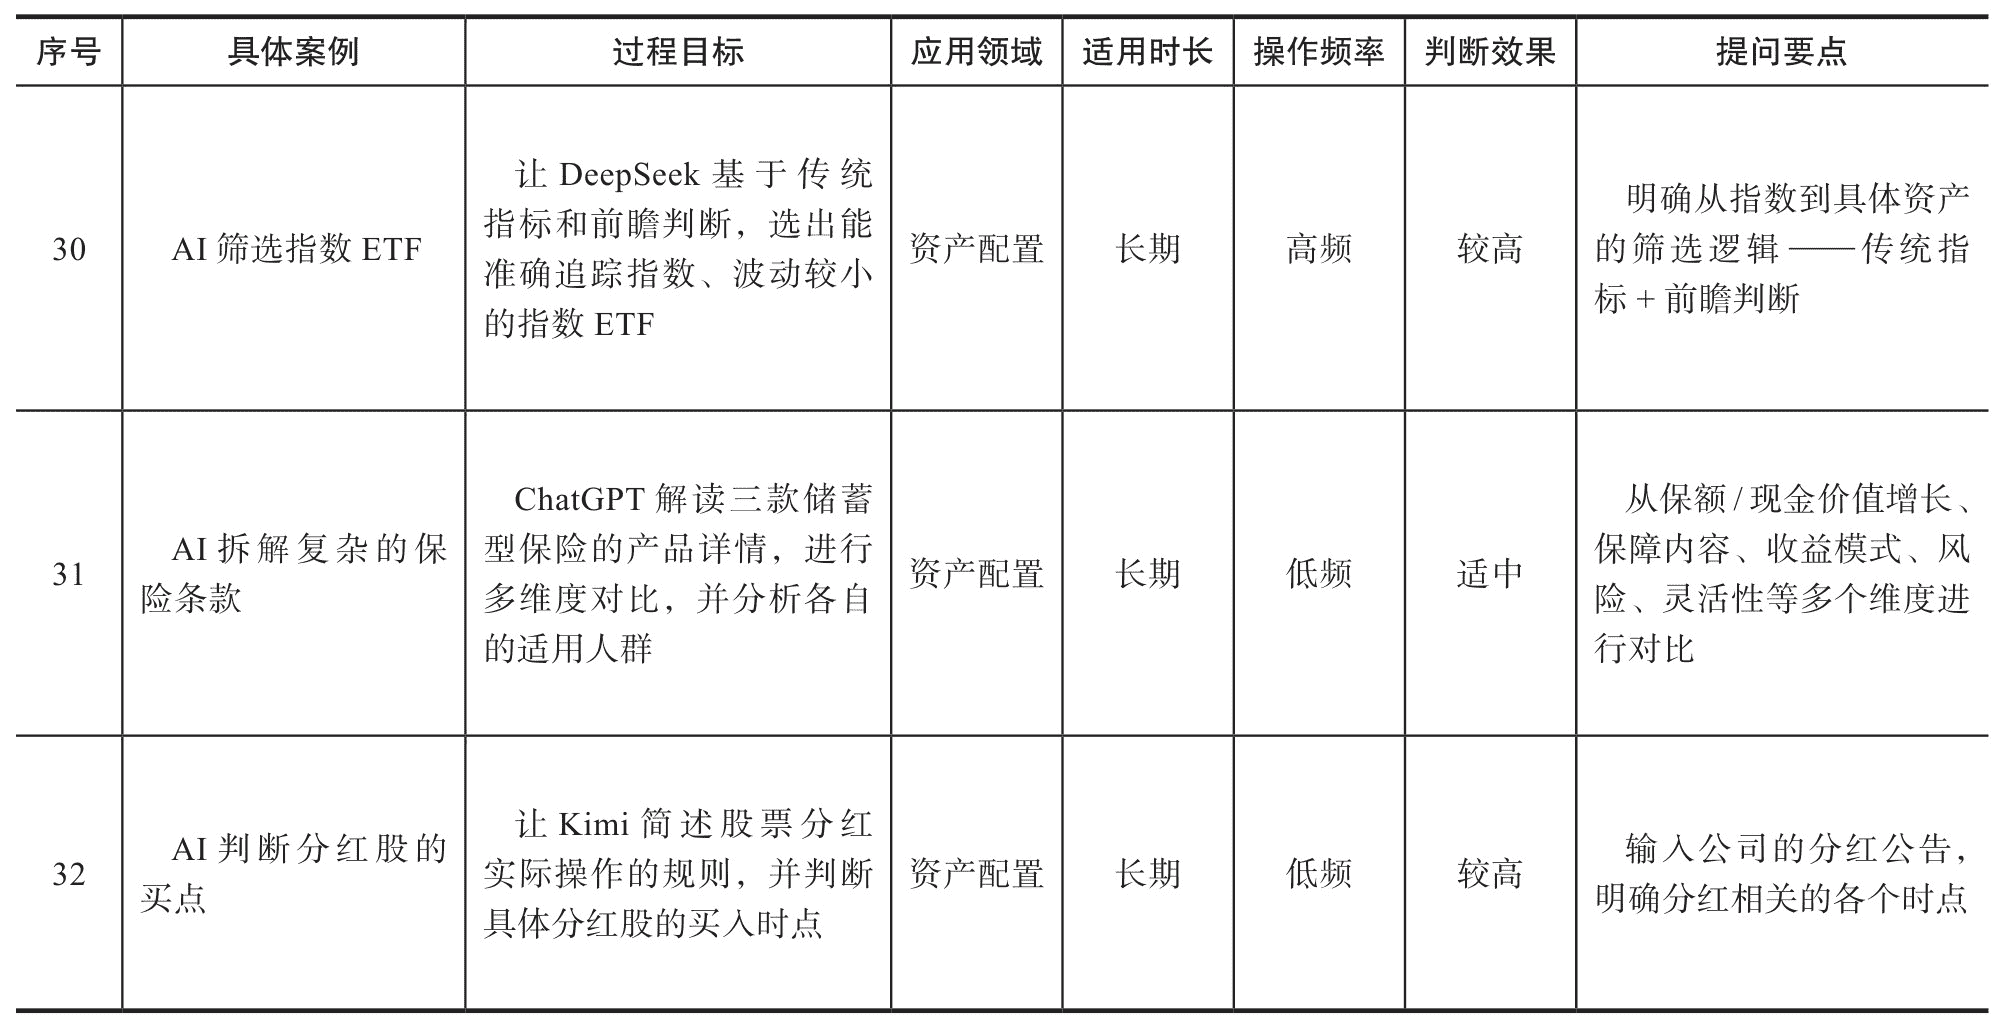 序号 具体案例 过程目标 应用领域 适用时长 操作频率 判断效果 提问要点
30
AI 筛选指数 ETF
让 DeepSeek 基于传统
指标和前瞻判断，选出能
准确追踪指数、波动较小
的指数 ETF
资产配置
长期
高频
较高
明确从指数到具体资产
的筛选逻辑——传统指
标 + 前瞻判断
31
AI 拆解复杂的保
险条款
ChatGPT 解读三款储蓄
型保险的产品详情，进行
多维度对比，并分析各自
的适用人群
资产配置
长期
低频
适中
从保额 / 现金价值增长、
保障内容、收益模式、风
险、灵活性等多个维度进
行对比
32
AI 判断分红股的
买点
让 Kimi 简述股票分红
实际操作的规则，并判断
具体分红股的买入时点
资产配置
长期
低频
较高
输入公司的分红公告，
明确分红相关的各个时点